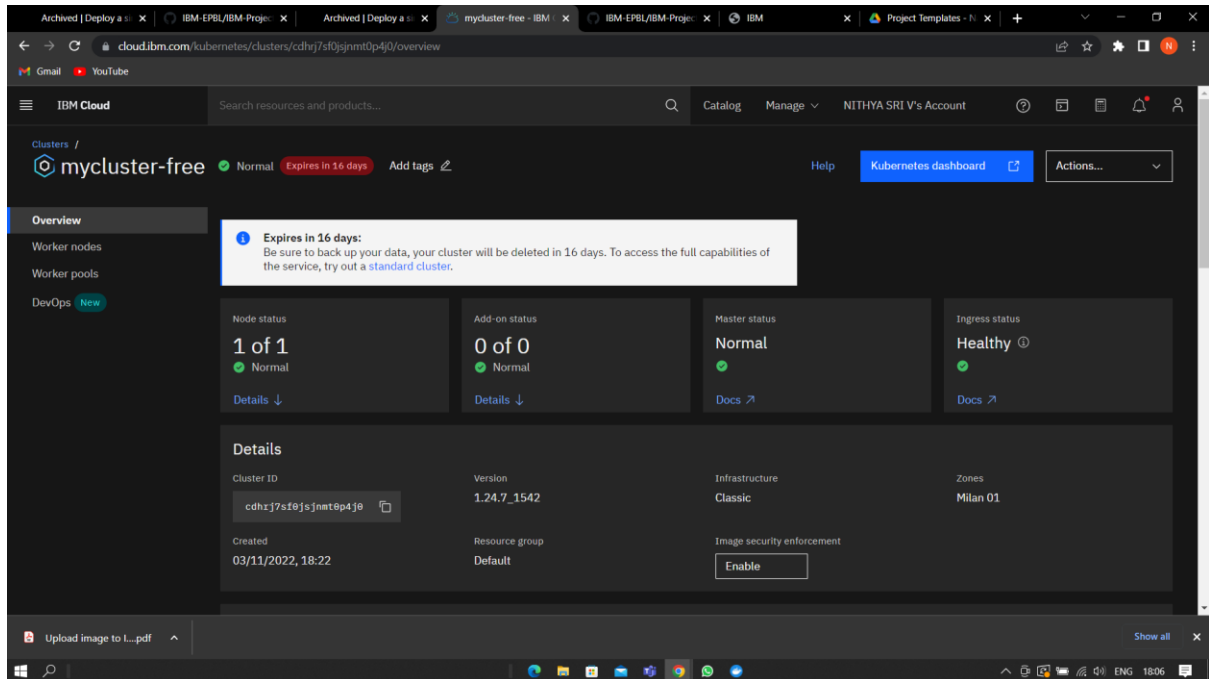 Archived | Deploy a si
IBM-EPBL/IBM-Projec
Archived | Deploy a si
mycluster-free - IBM C
IBM-EPBL/IBM-Projec
IBM
Project Templates - N
cloud.ibm.com/kubernetes/clusters/cdhrj7sf0jsjnmt0p4j0/overview
N
Gmail
YouTube
IBM Cloud
Search resources and products...
Catalog
Manage
NITHYA SRI V's Account
Clusters /
mycluster-free
Normal
Expires in 16 days
Add tags
Help
Kubernetes dashboard
Actions...
Overview
Worker nodes
Worker pools
DevOps New
Expires in 16 days:
Be sure to back up your data, your cluster will be deleted in 16 days. To access the full capabilities of
the service, try out a standard cluster.
Node status
1 of 1
Normal
Details ↓
Add-on status
0 of 0
Normal
Details ↓
Master status
Normal
Docs ↗
Ingress status
Healthy
Docs ↗
Details
Cluster ID
cdhrj7sf0jsjnmt0p4j0
Version
1.24.7_1542
Infrastructure
Classic
Zones
Milan 01
Created
03/11/2022, 18:22
Resource group
Default
Image security enforcement
Enable
Upload image to I....pdf
Show all
ENG
18:06